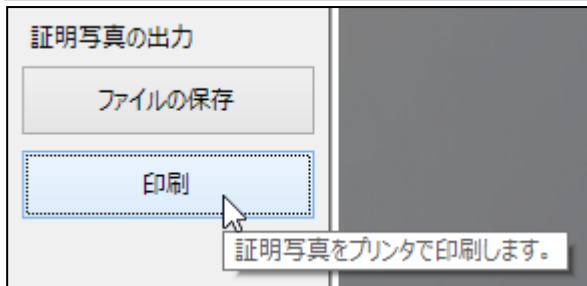 証明写真の出力
ファイルの保存
印刷
証明写真をプリンタで印刷します。